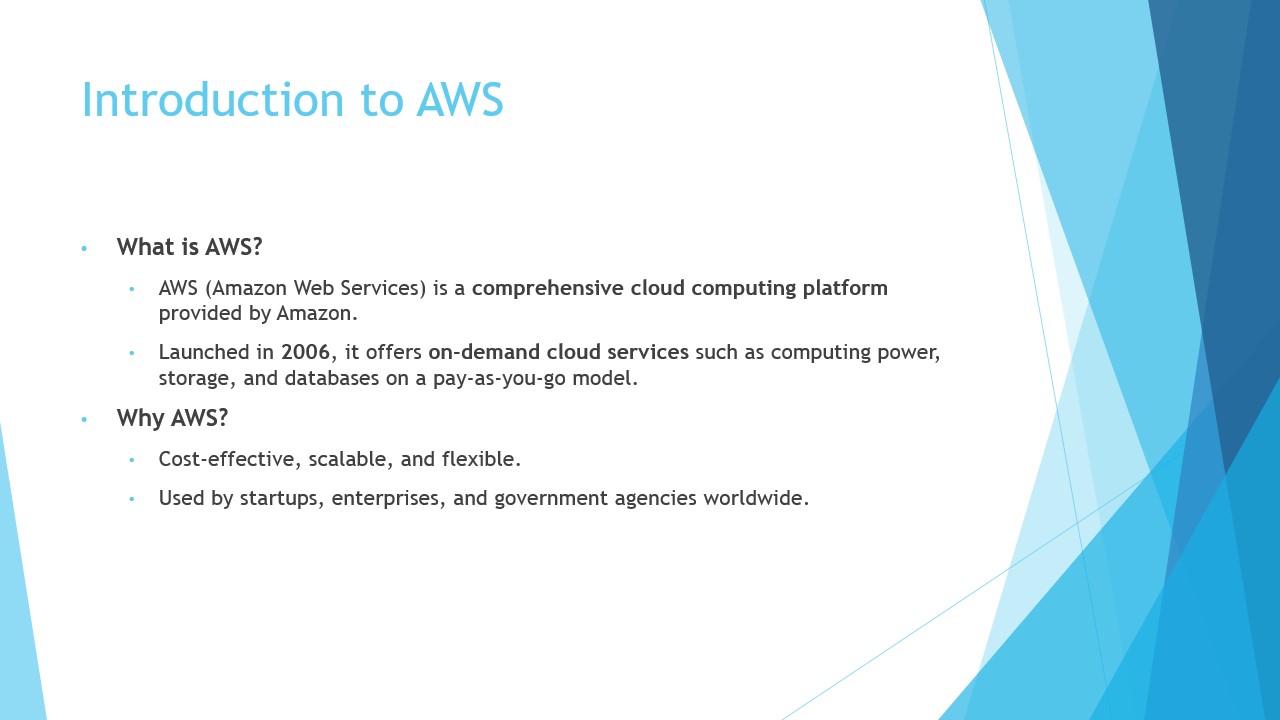 Introduction to AWS
• What is AWS?
• AWS (Amazon Web Services) is a comprehensive cloud computing platform
provided by Amazon.
• Launched in 2006, it offers on-demand cloud services such as computing power,
storage, and databases on a pay-as-you-go model.
• Why AWS?
• Cost-effective, scalable, and flexible.
• Used by startups, enterprises, and government agencies worldwide.